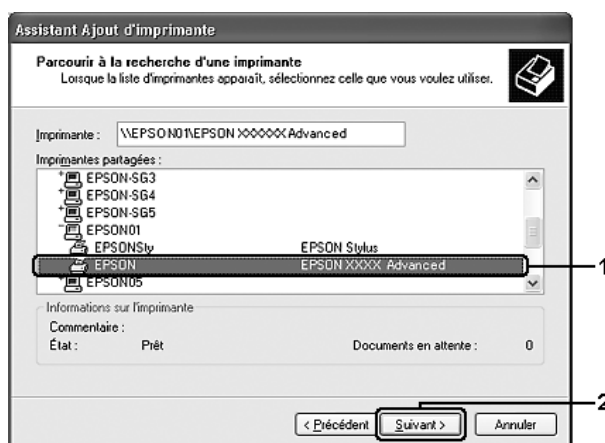 Assistant Ajout d'imprimante
Parcourir à la recherche d'une imprimante
Lorsque la liste d'imprimantes apparaît, sélectionnez celle que vous voulez utiliser.
Imprimante : \\EPSON01\EPSON XXXXXX Advanced
Imprimantes partagées :
EPSON-SG3
EPSON-SG4
EPSON-SG5
EPSON01
EPSONSty EPSON Stylus
EPSON EPSON XXXX Advanced 1
EPSON05
Informations sur l'imprimante
Commentaire :
État : Prêt Documents en attente : 0
2
< Précédent Suivant > Annuler